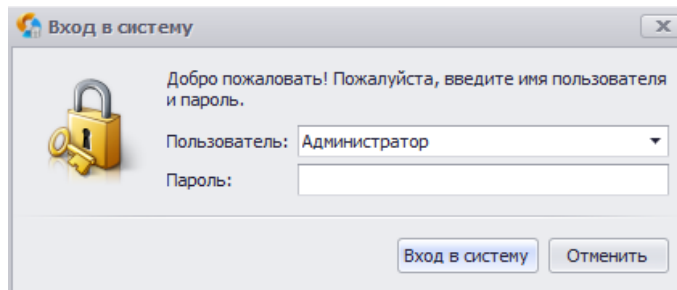 Вход в систему
Добро пожаловать! Пожалуйста, введите имя пользователя
и пароль.
Пользователь: Администратор
Пароль:
Вход в систему Отменить